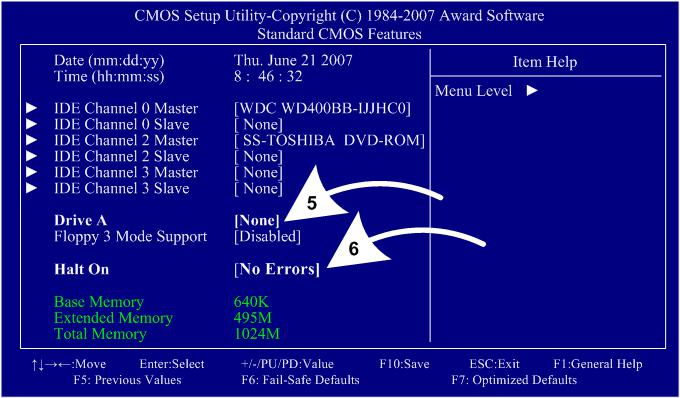 CMOS Setup Utility-Copyright (C) 1984-2007 Award Software
Standard CMOS Features
Date (mm:dd:yy) Thu. June 21 2007
Time (hh:mm:ss) 8 : 46 : 32
Item Help
Menu Level ▶
▶ IDE Channel 0 Master [WDC WD400BB-IJJHC0]
▶ IDE Channel 0 Slave [ None]
▶ IDE Channel 2 Master [ SS-TOSHIBA DVD-ROM]
▶ IDE Channel 2 Slave [ None]
▶ IDE Channel 3 Master [ None]
▶ IDE Channel 3 Slave [ None]
5
Drive A [None]
Floppy 3 Mode Support [Disabled]
6
Halt On [No Errors]
Base Memory 640K
Extended Memory 495M
Total Memory 1024M
↑↓→←:Move Enter:Select +/-/PU/PD:Value F10:Save ESC:Exit F1:General Help
F5: Previous Values F6: Fail-Safe Defaults F7: Optimized Defaults